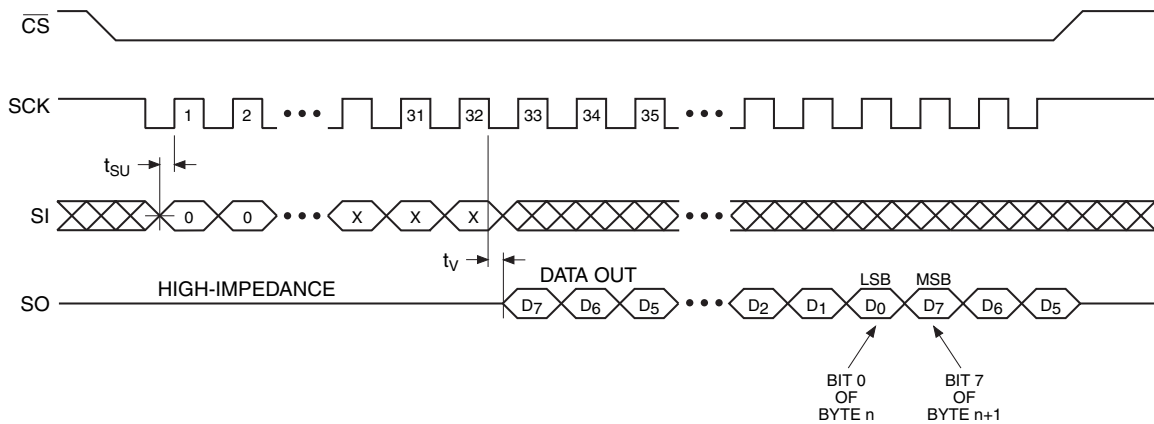 CS
SCK
1 2 ••• 31 32 33 34 35 •••
tSU
SI
0 0 ••• X X X •••
tV
HIGH-IMPEDANCE
DATA OUT
LSB MSB
SO
D7 D6 D5 ••• D2 D1 D0 D7 D6 D5
BIT 0
OF
BYTE n
BIT 7
OF
BYTE n+1